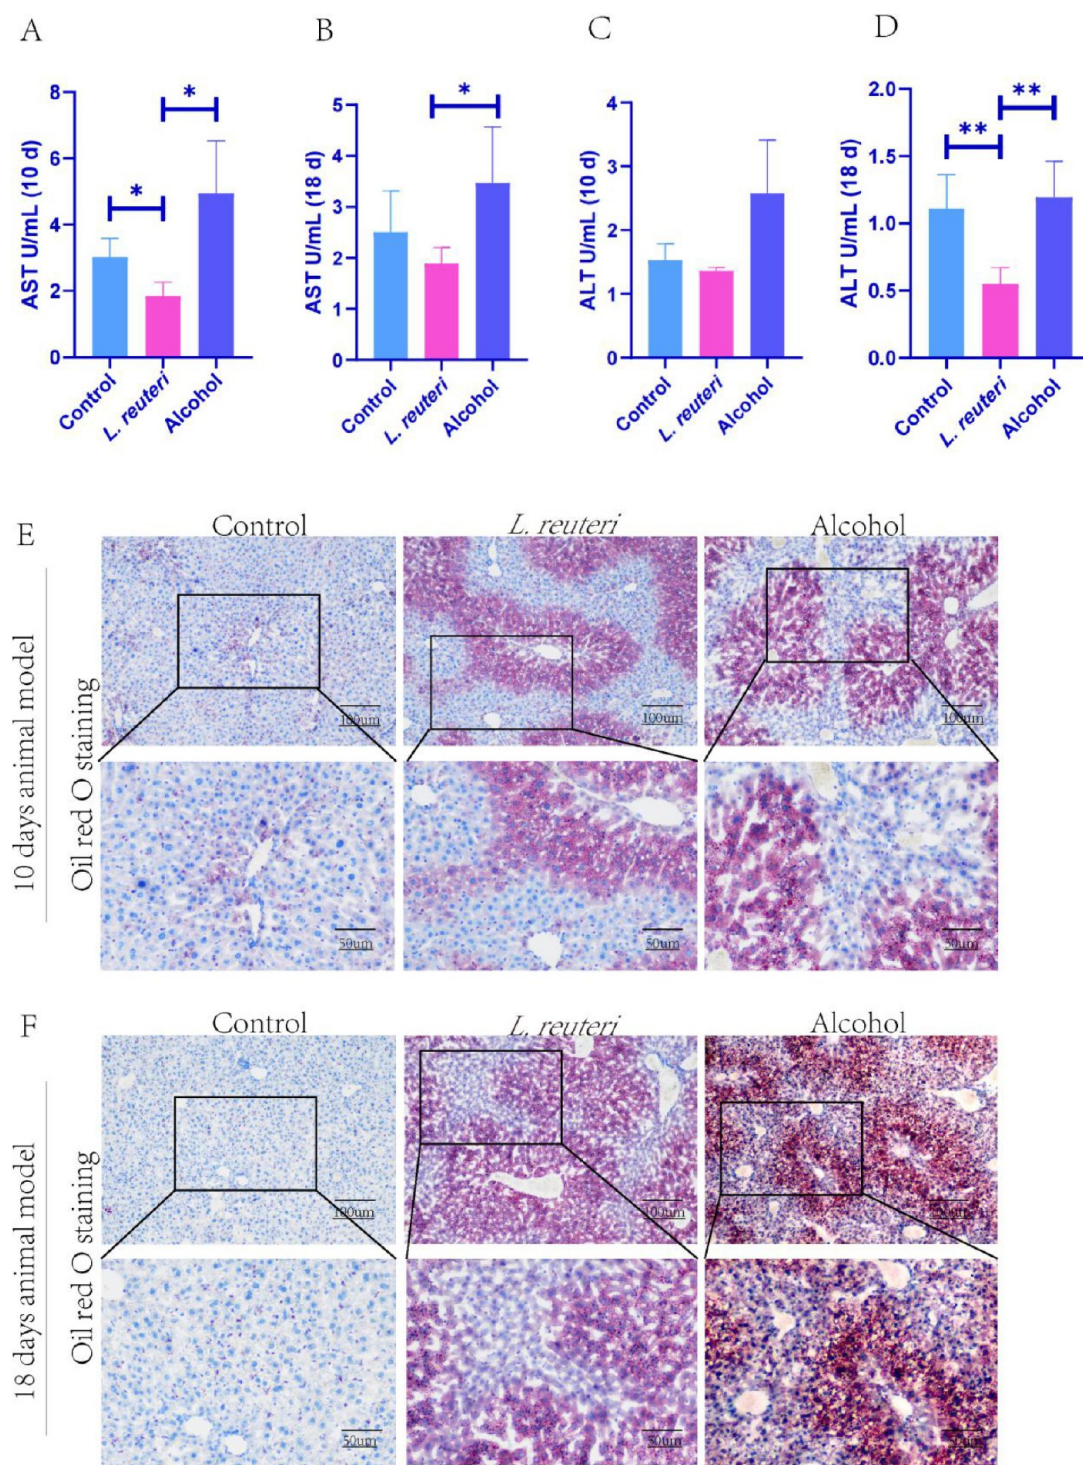 A
B
C
D
AST U/mL (10 d)
8
6
4
2
0
*
*
Control
L. reuteri
Alcohol
AST U/mL (18 d)
5
4
3
2
1
0
*
Control
L. reuteri
Alcohol
ALT U/mL (10 d)
4
3
2
1
0
Control
L. reuteri
Alcohol
ALT U/mL (18 d)
2.0
1.5
1.0
0.5
0.0
**
**
Control
L. reuteri
Alcohol
E
10 days animal model
Oil red O staining
Control
L. reuteri
Alcohol
100um
100um
100um
50um
50um
50um
F
18 days animal model
Oil red O staining
Control
L. reuteri
Alcohol
100um
100um
100um
50um
50um
50um